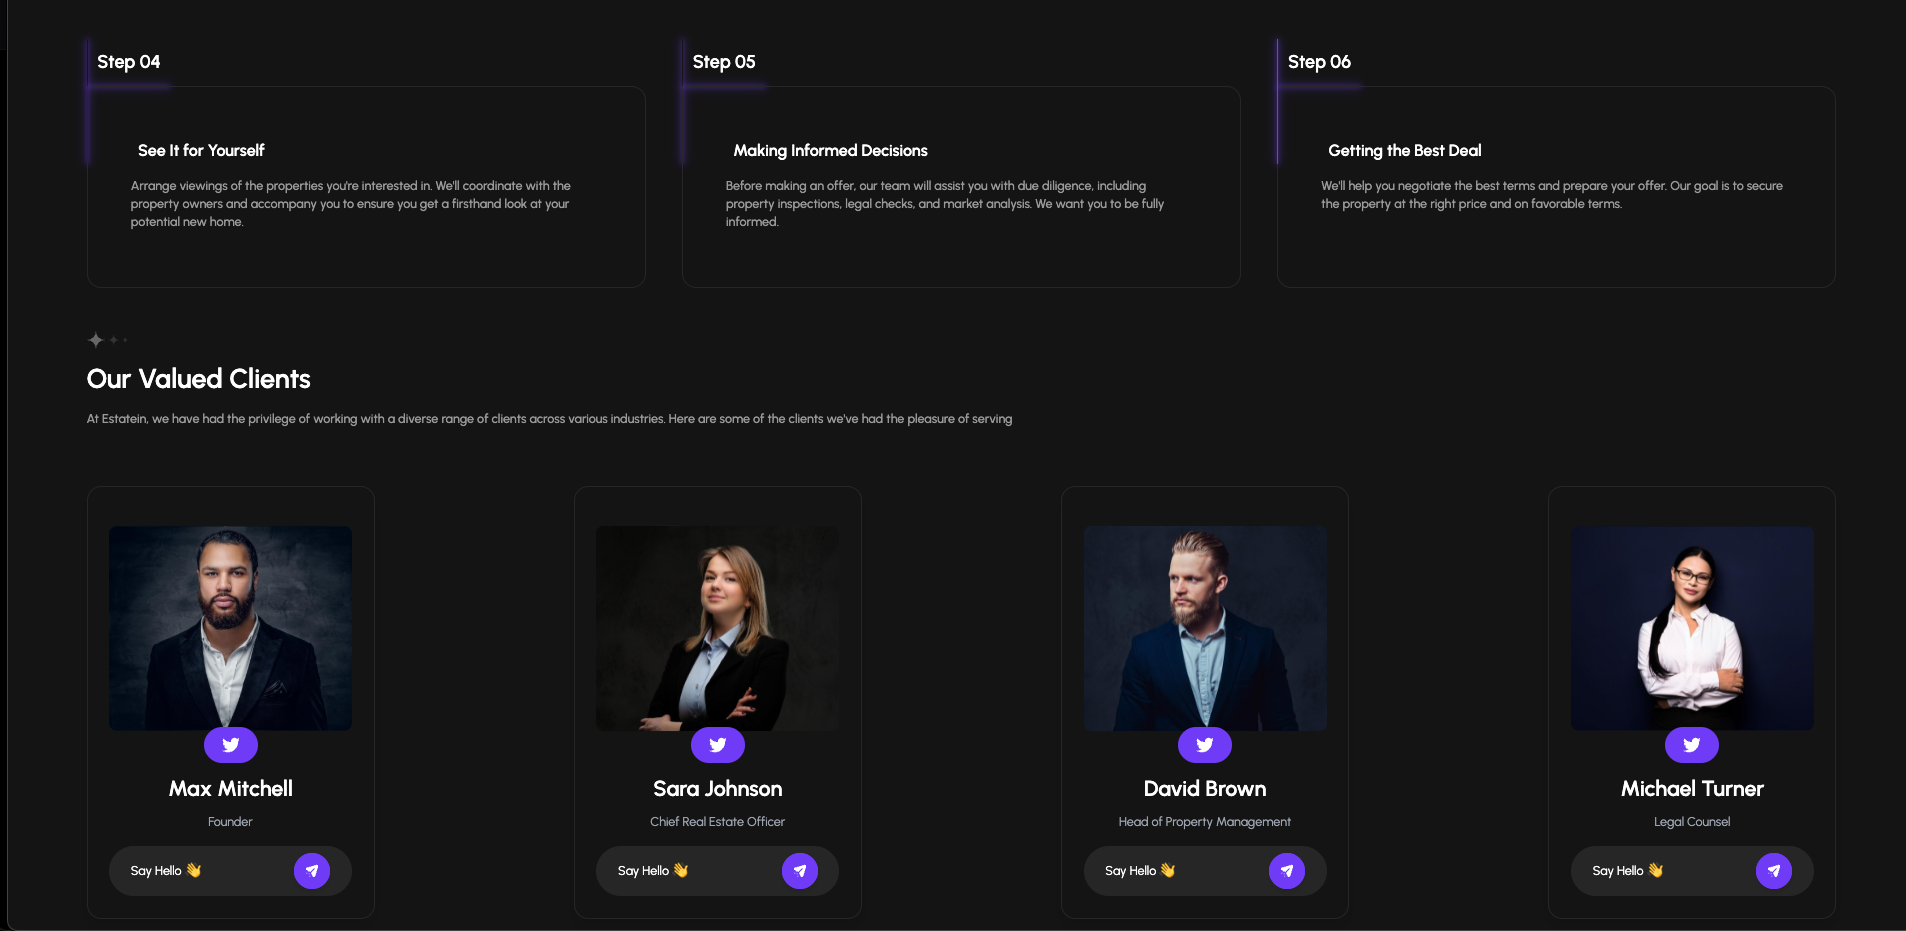 Step 04
Step 05
Step 06
See It for Yourself
Arrange viewings of the properties you're interested in. We'll coordinate with the
property owners and accompany you to ensure you get a firsthand look at your
potential new home.
Making Informed Decisions
Before making an offer, our team will assist you with due diligence, including
property inspections, legal checks, and market analysis. We want you to be fully
informed.
Getting the Best Deal
We'll help you negotiate the best terms and prepare your offer. Our goal is to secure
the property at the right price and on favorable terms.
Our Valued Clients
At Estatein, we have had the privilege of working with a diverse range of clients across various industries. Here are some of the clients we've had the pleasure of serving
Max Mitchell
Founder
Say Hello 👋
Sara Johnson
Chief Real Estate Officer
Say Hello 👋
David Brown
Head of Property Management
Say Hello 👋
Michael Turner
Legal Counsel
Say Hello 👋